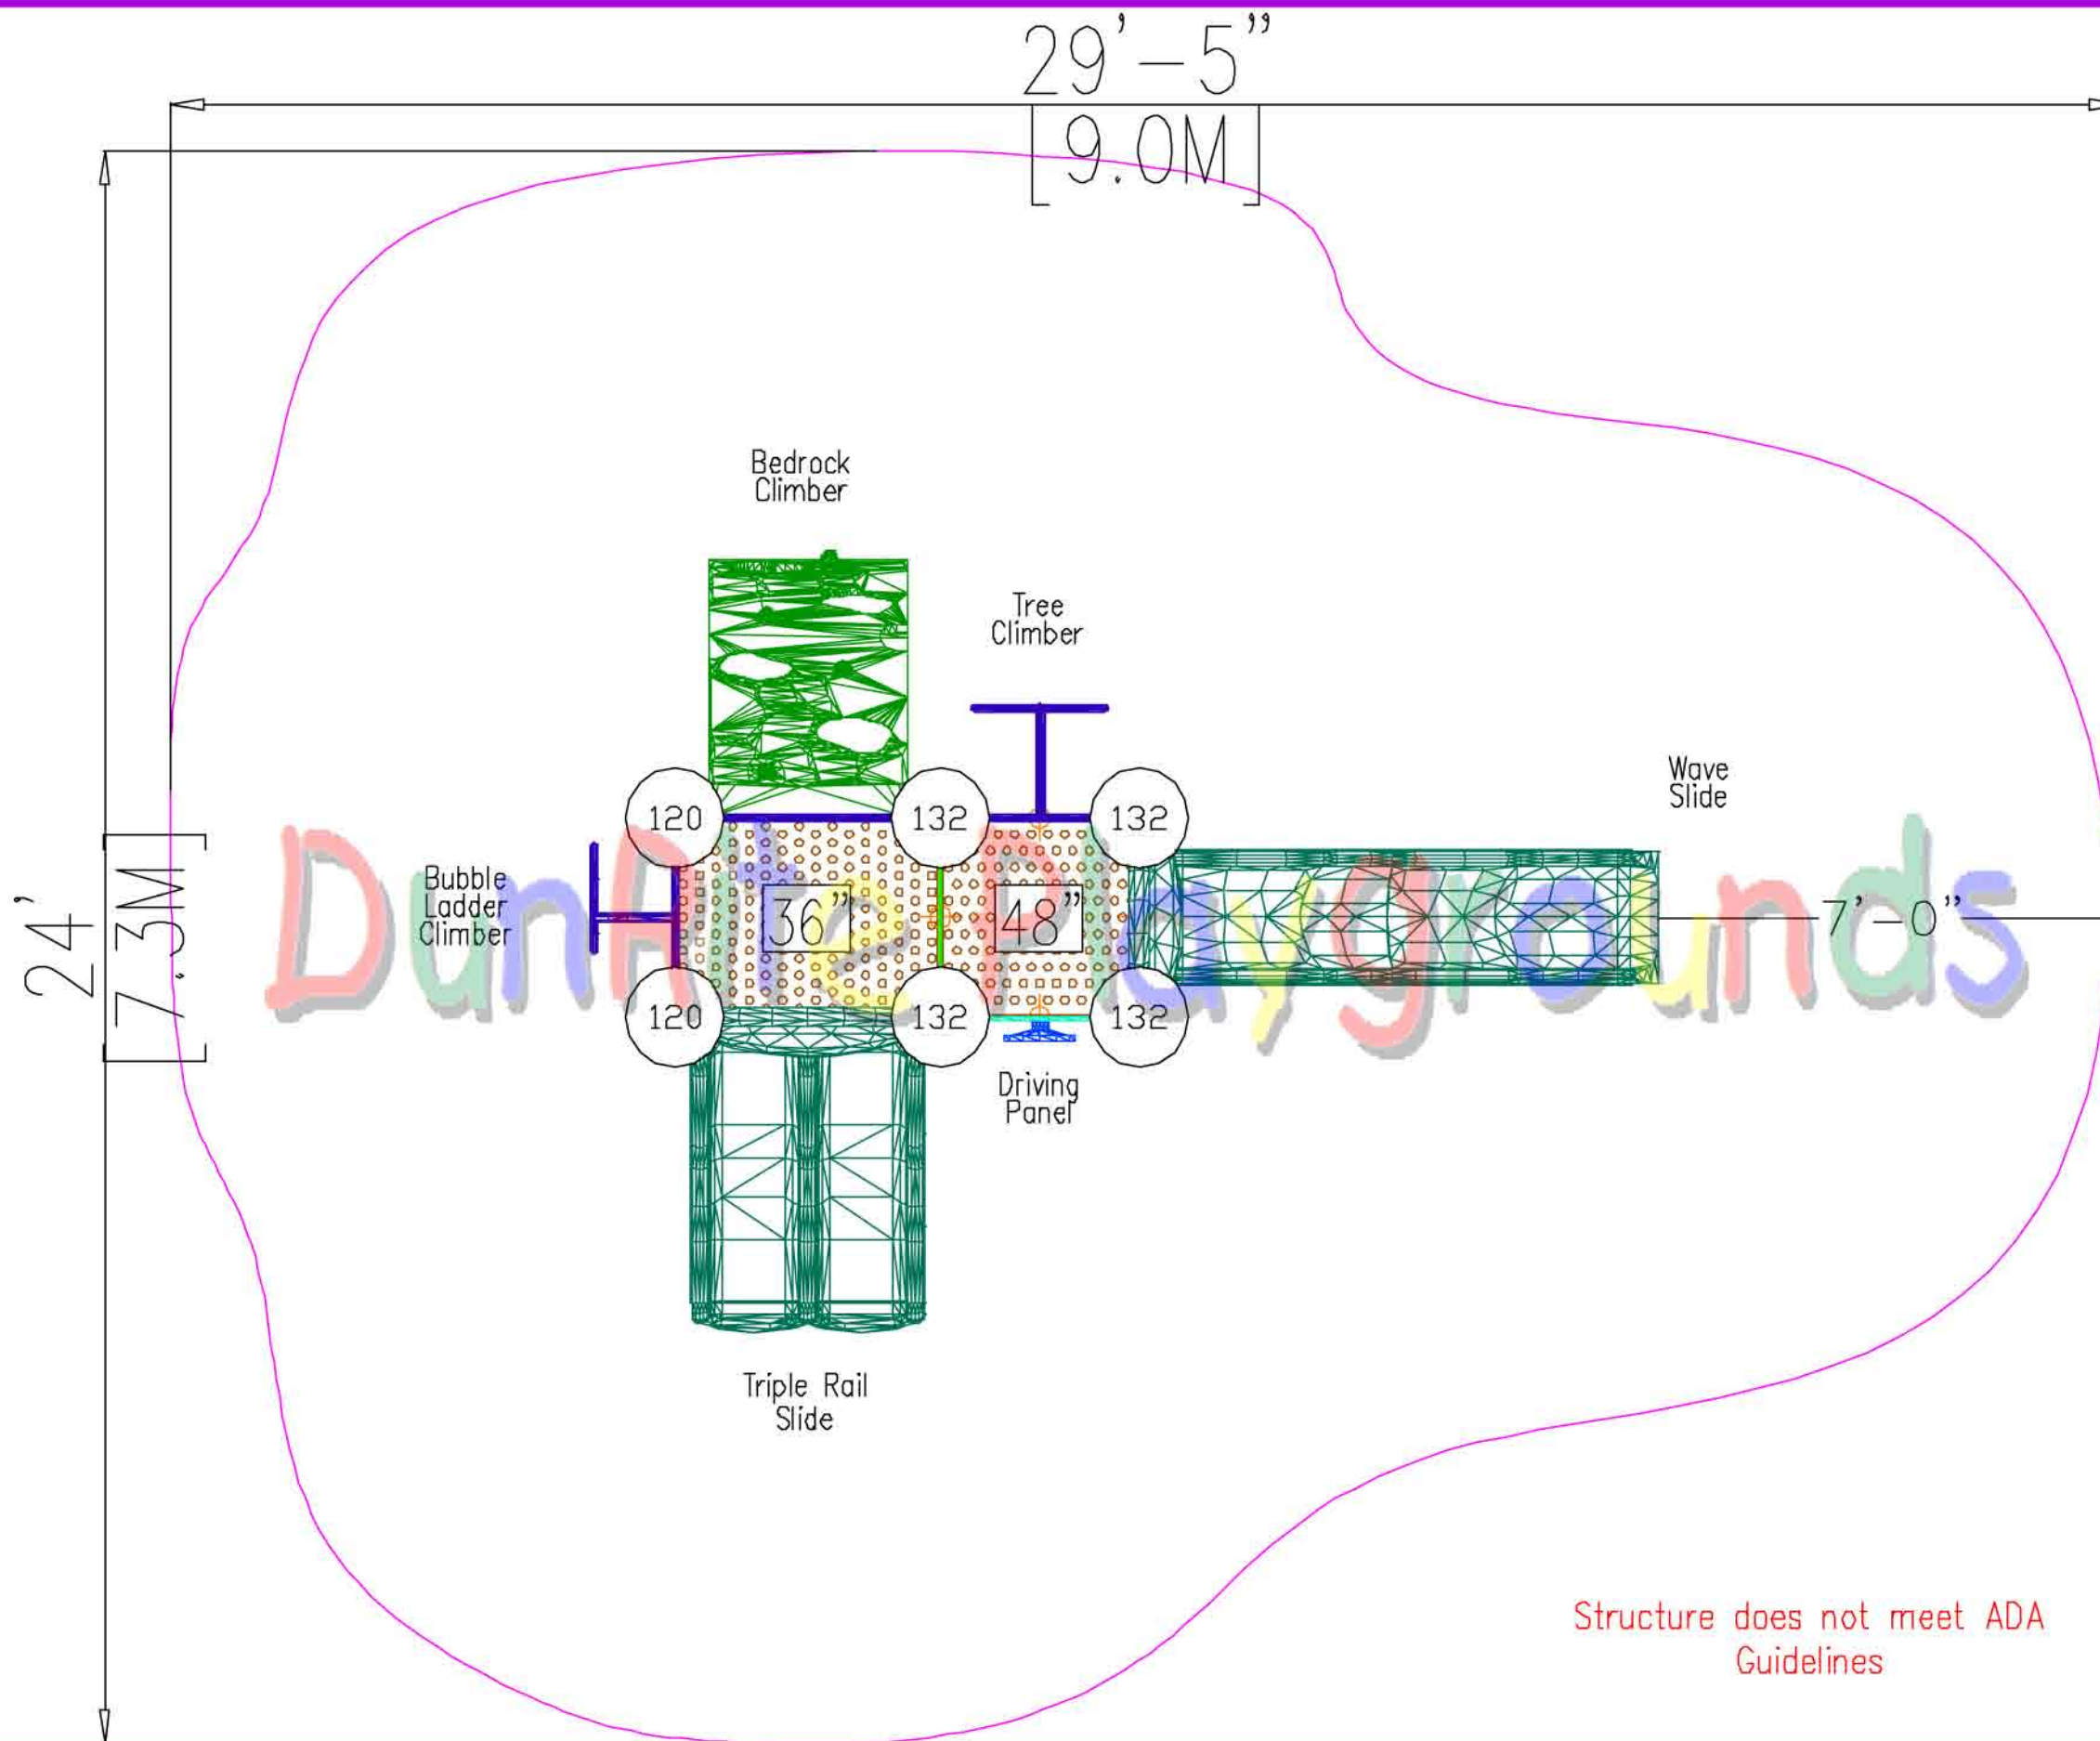 29'-5"
[9.0M]
Bedrock
Climber
Tree
Climber
Wave
Slide
120
132
132
Bubble
Ladder
Climber
36"
48"
7'-0"
24'
[7.3M]
DunRite Playgrounds
120
132
132
Driving
Panel
Triple Rail
Slide
Structure does not meet ADA
Guidelines